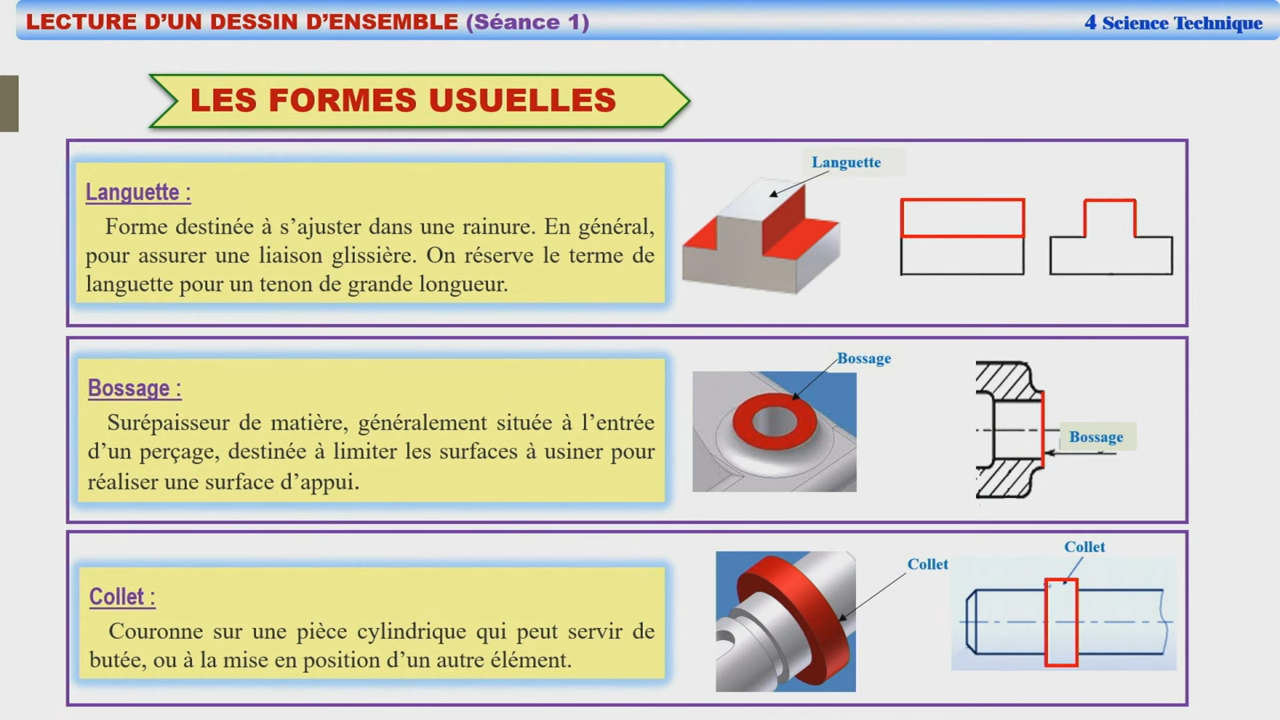 LECTURE D’UN DESSIN D’ENSEMBLE (Séance 1)
4 Science Technique
LES FORMES USUELLES
Languette :
Forme destinée à s’ajuster dans une rainure. En général,
pour assurer une liaison glissière. On réserve le terme de
languette pour un tenon de grande longueur.
Languette
Bossage :
Surépaisseur de matière, généralement située à l’entrée
d’un perçage, destinée à limiter les surfaces à usiner pour
réaliser une surface d’appui.
Bossage
Bossage
Collet :
Couronne sur une pièce cylindrique qui peut servir de
butée, ou à la mise en position d’un autre élément.
Collet
Collet